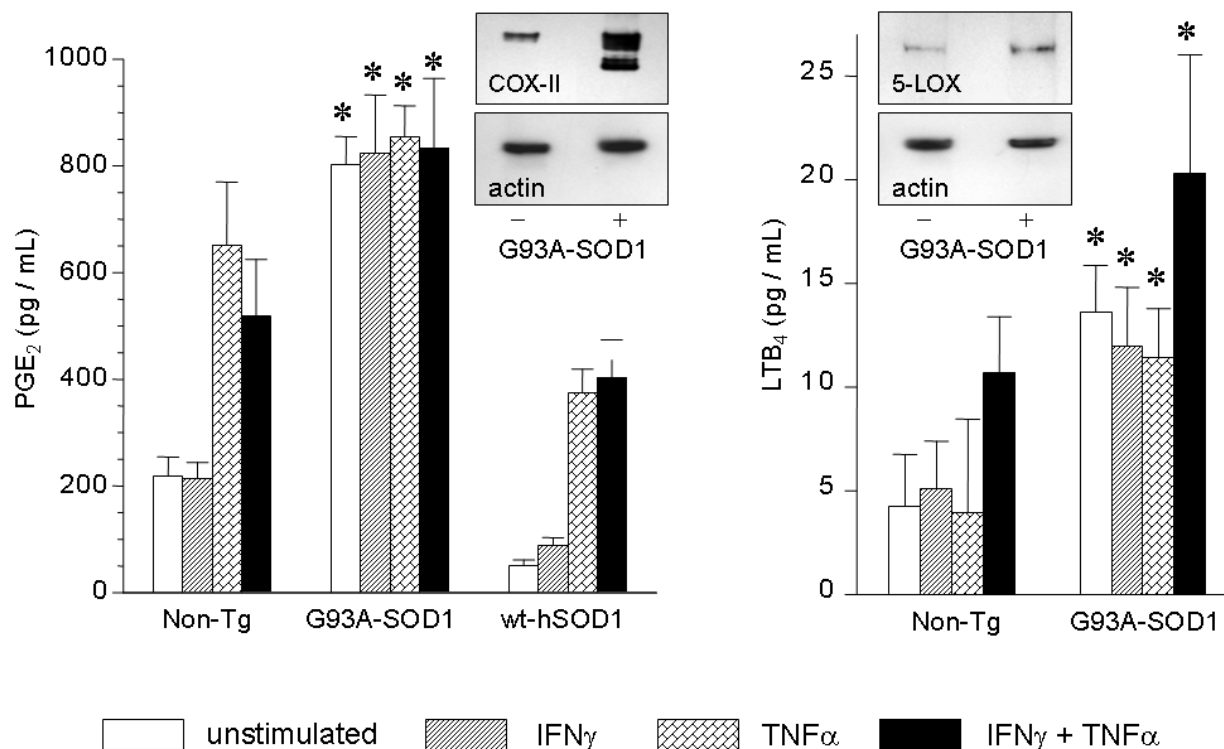 PGE₂ (pg / mL)
1000
800
600
400
200
0
* * * *
Non-Tg G93A-SOD1 wt-hSOD1
COX-II
actin
− +
G93A-SOD1
LTB₄ (pg / mL)
25
20
15
10
5
0
* * * *
Non-Tg G93A-SOD1
5-LOX
actin
− +
G93A-SOD1
unstimulated IFNγ TNFα IFNγ + TNFα